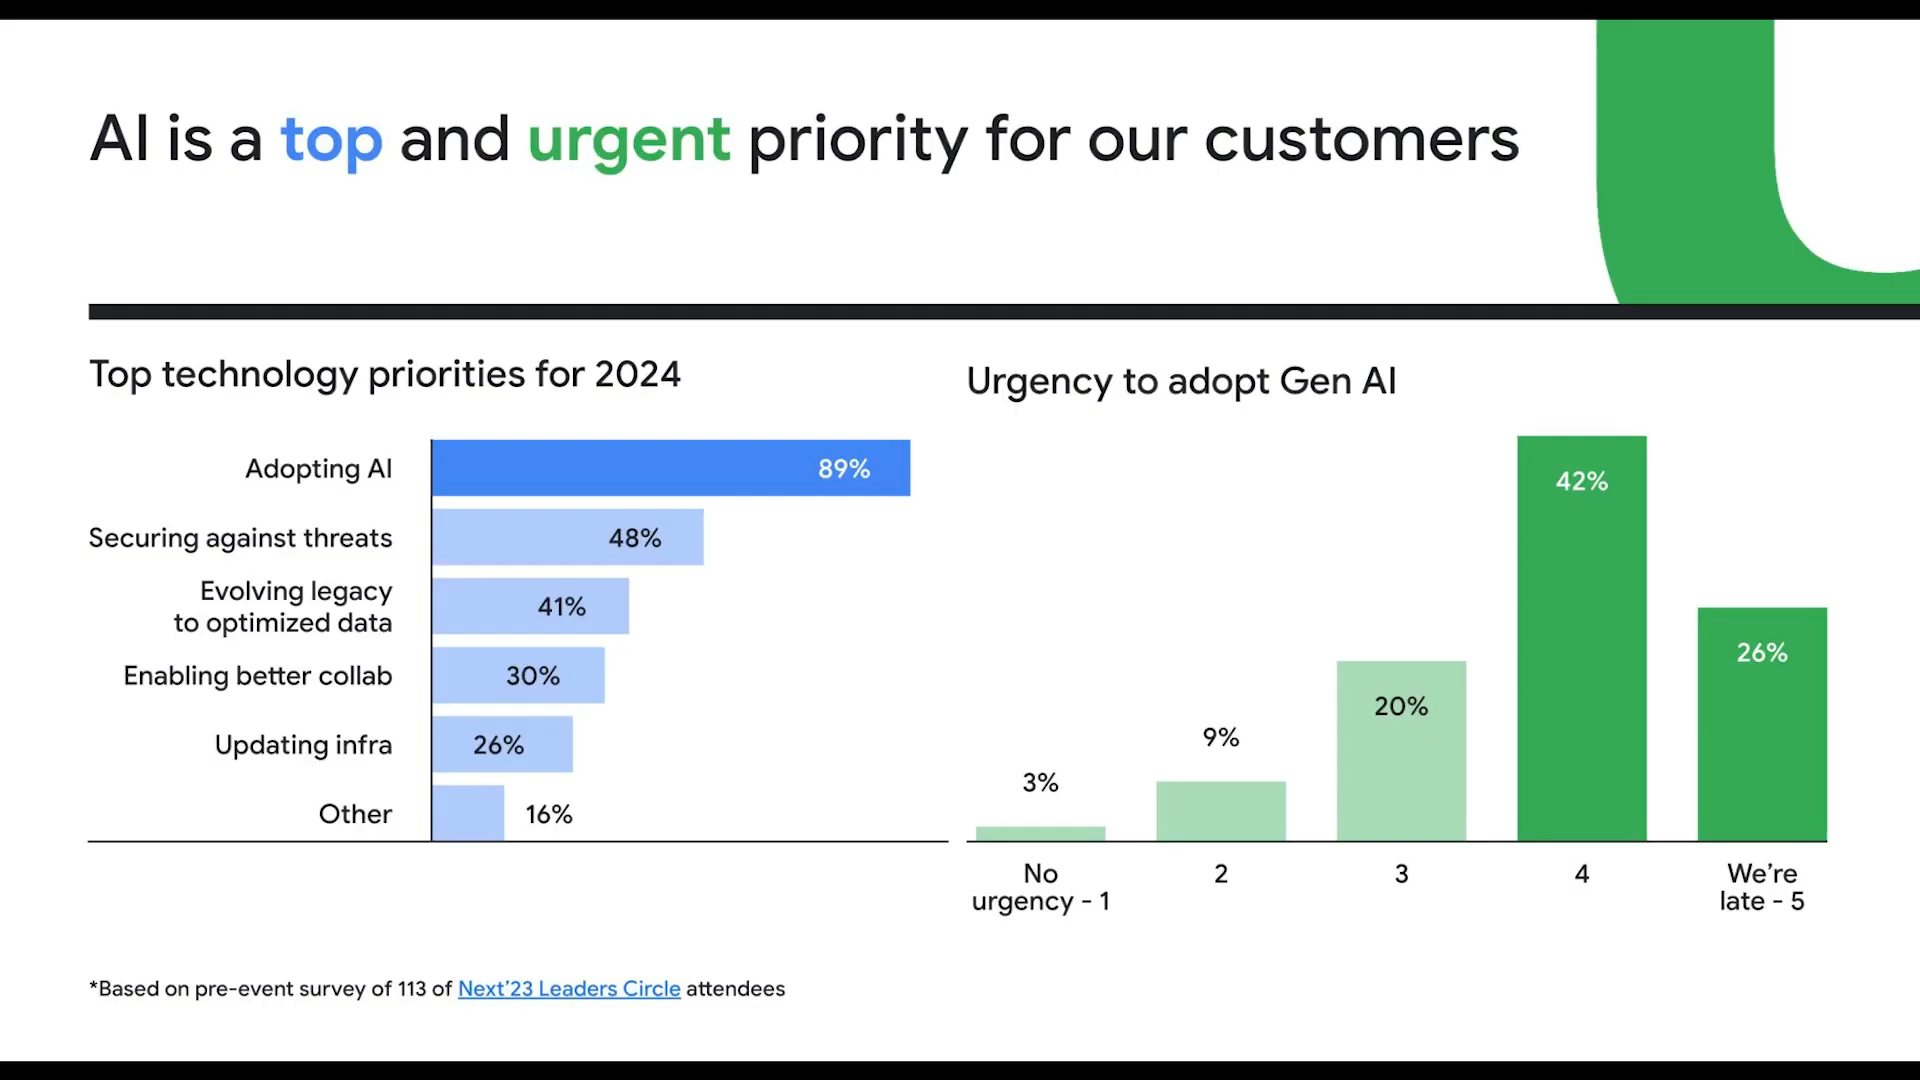 AI is a top and urgent priority for our customers
Top technology priorities for 2024
Adopting AI
89%
Securing against threats
48%
Evolving legacy
to optimized data
41%
Enabling better collab
30%
Updating infra
26%
Other
16%
Urgency to adopt Gen AI
3%
9%
20%
42%
26%
No
urgency - 1
2
3
4
We’re
late - 5
*Based on pre-event survey of 113 of Next’23 Leaders Circle attendees